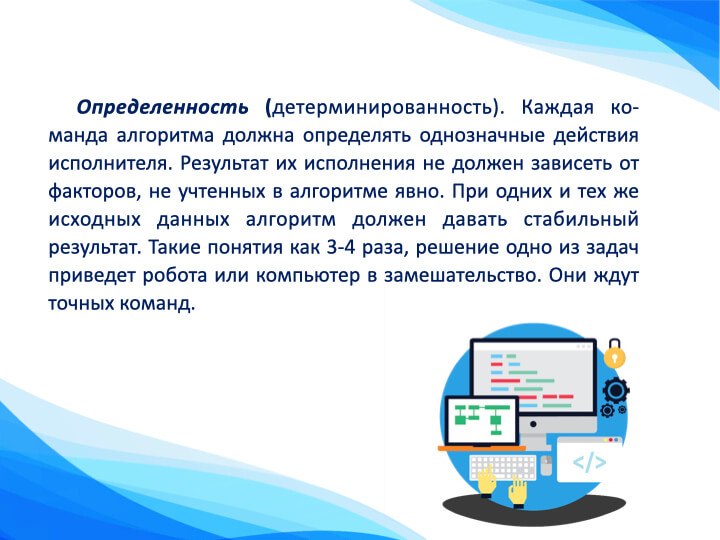 Определенность (детерминированность). Каждая ко-
манда алгоритма должна определять однозначные действия
исполнителя. Результат их исполнения не должен зависеть от
факторов, не учтенных в алгоритме явно. При одних и тех же
исходных данных алгоритм должен давать стабильный
результат. Такие понятия как 3-4 раза, решение одно из задач
приведет робота или компьютер в замешательство. Они ждут
точных команд.
</>